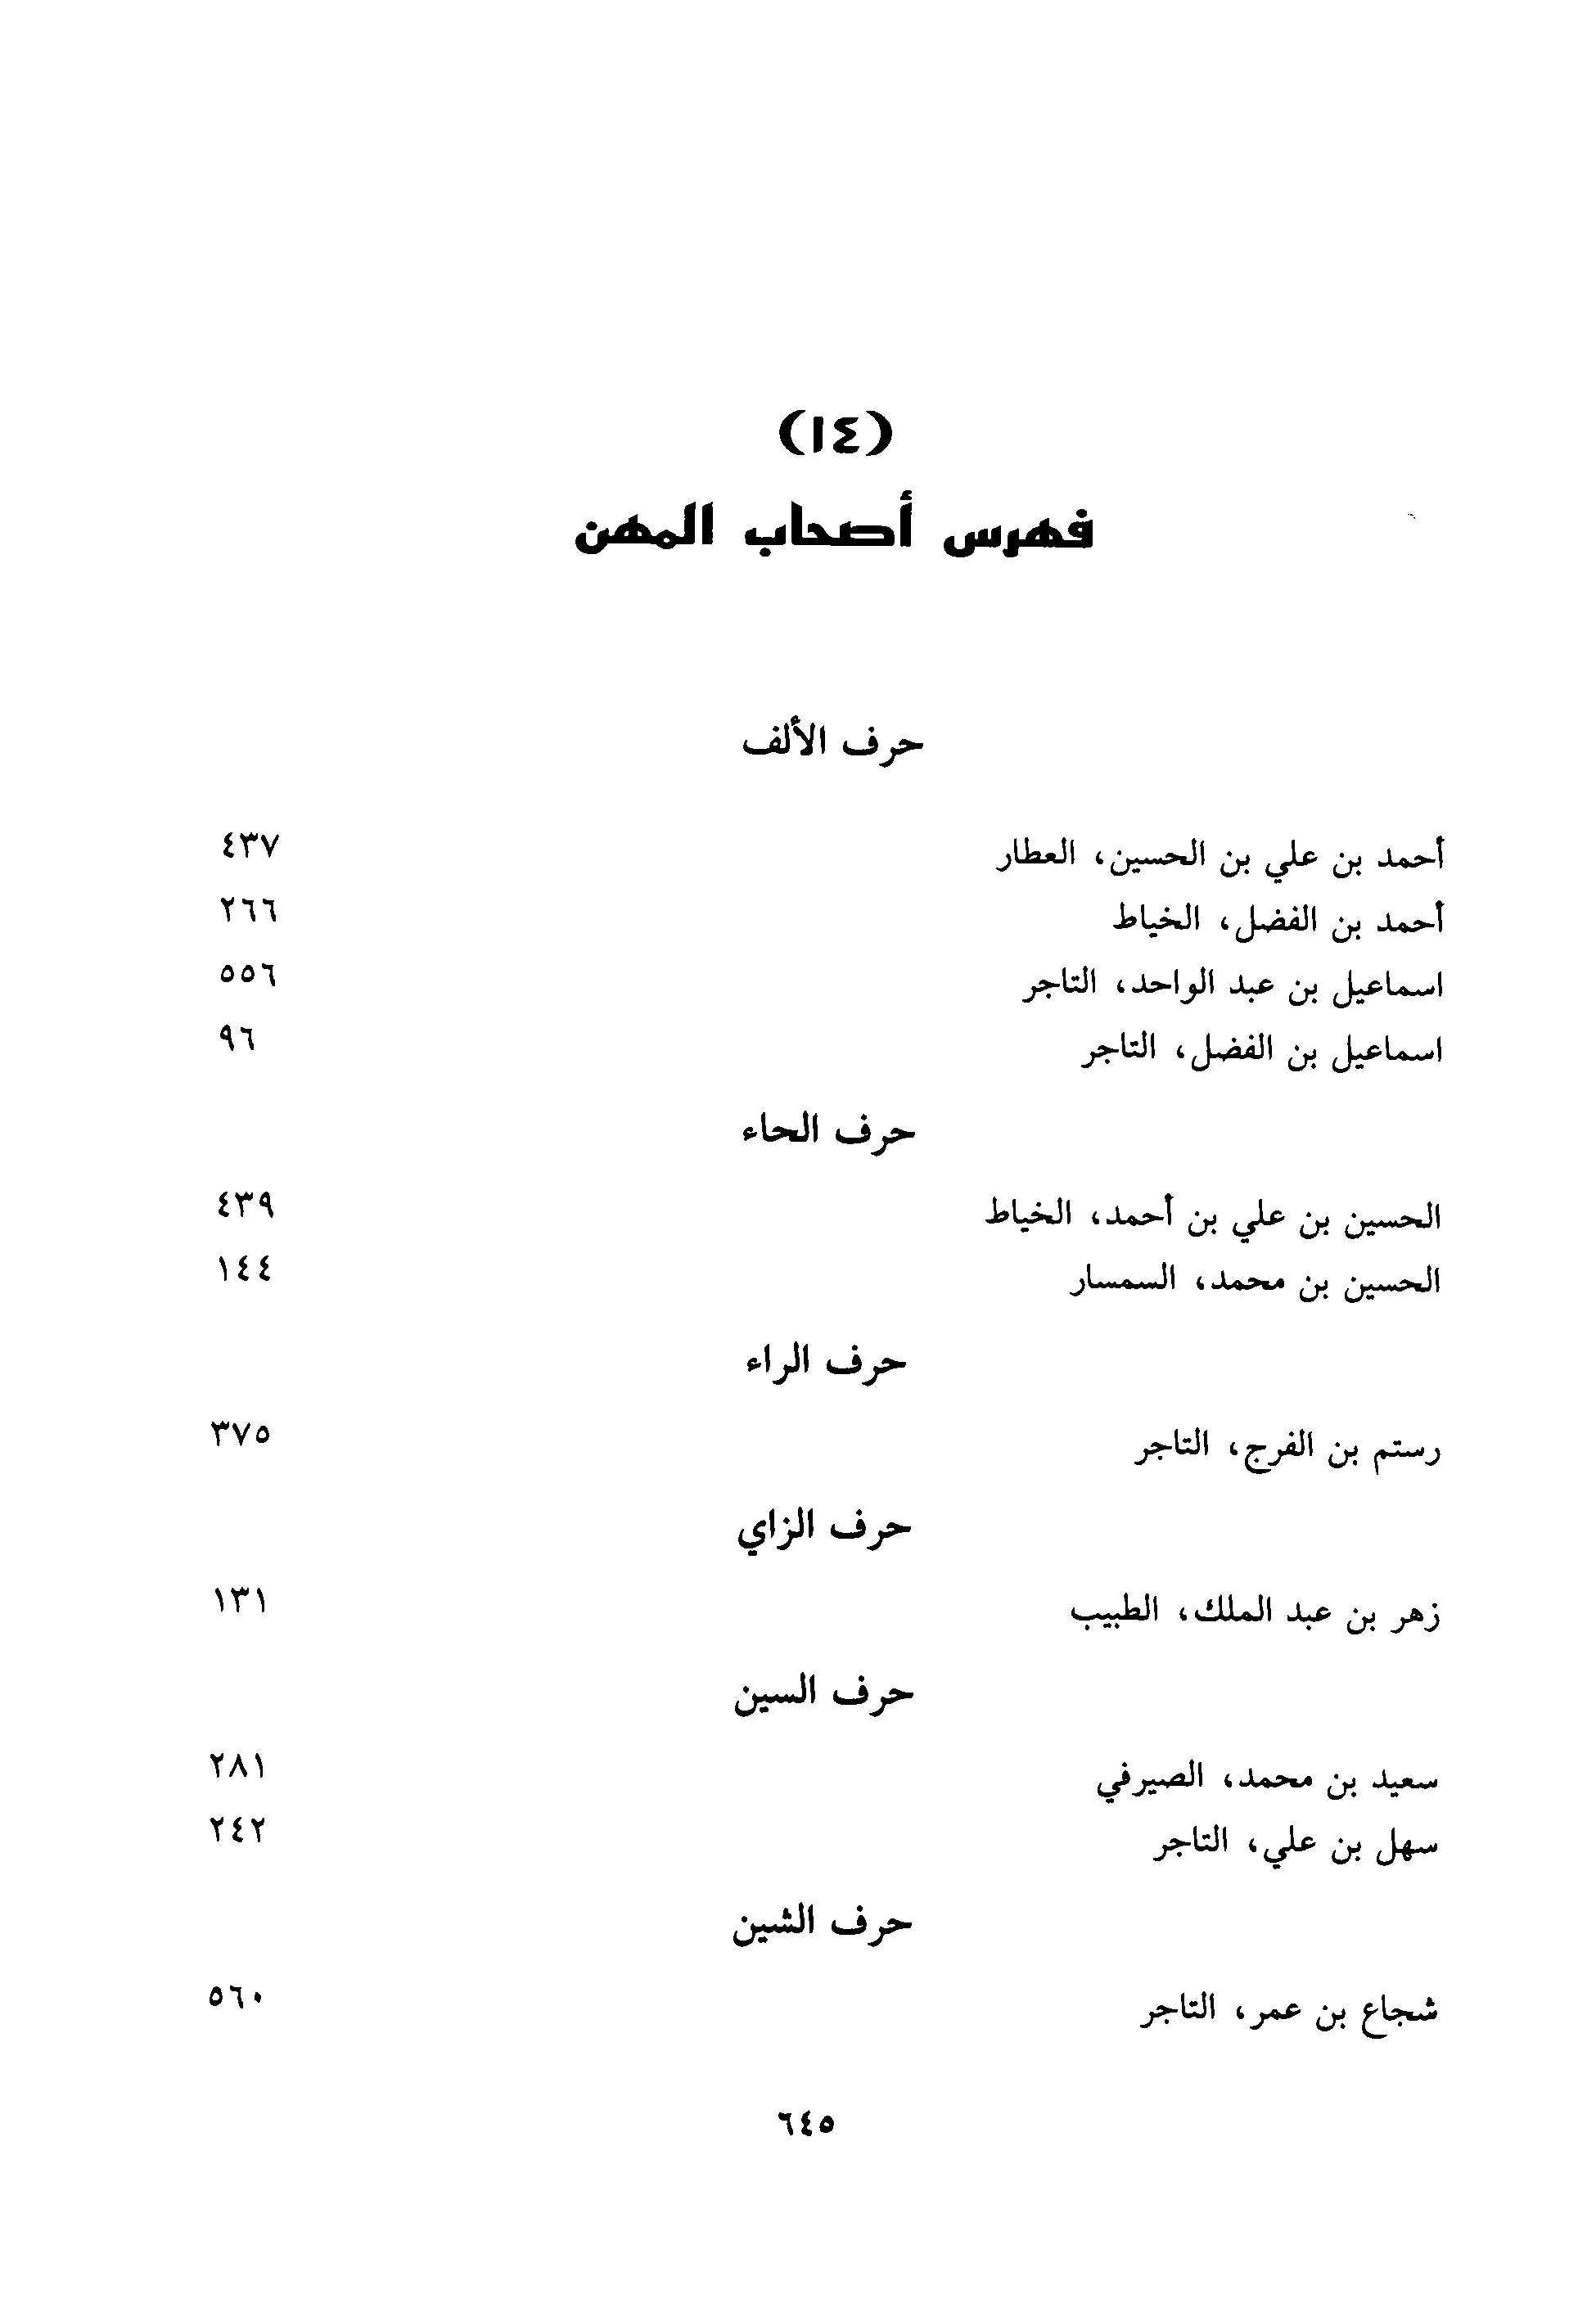 (١٤)
فهرس أصحاب المهن
حرف الألف
أحمد بن علي بن الحسين، العطار ٤٣٧
أحمد بن الفضل، الخياط ٢٦٦
اسماعيل بن عبد الواحد، التاجر ٥٥٦
اسماعيل بن الفضل، التاجر ٩٦
حرف الحاء
الحسين بن علي بن أحمد، الخياط ٤٣٩
الحسين بن محمد، السمسار ١٤٤
حرف الراء
رستم بن الفرج، التاجر ٣٧٥
حرف الزاي
زهر بن عبد الملك، الطبيب ١٣١
حرف السين
سعيد بن محمد، الصيرفي ٢٨١
سهل بن علي، التاجر ٢٤٢
حرف الشين
شجاع بن عمر، التاجر ٥٦٠
٦٤٥